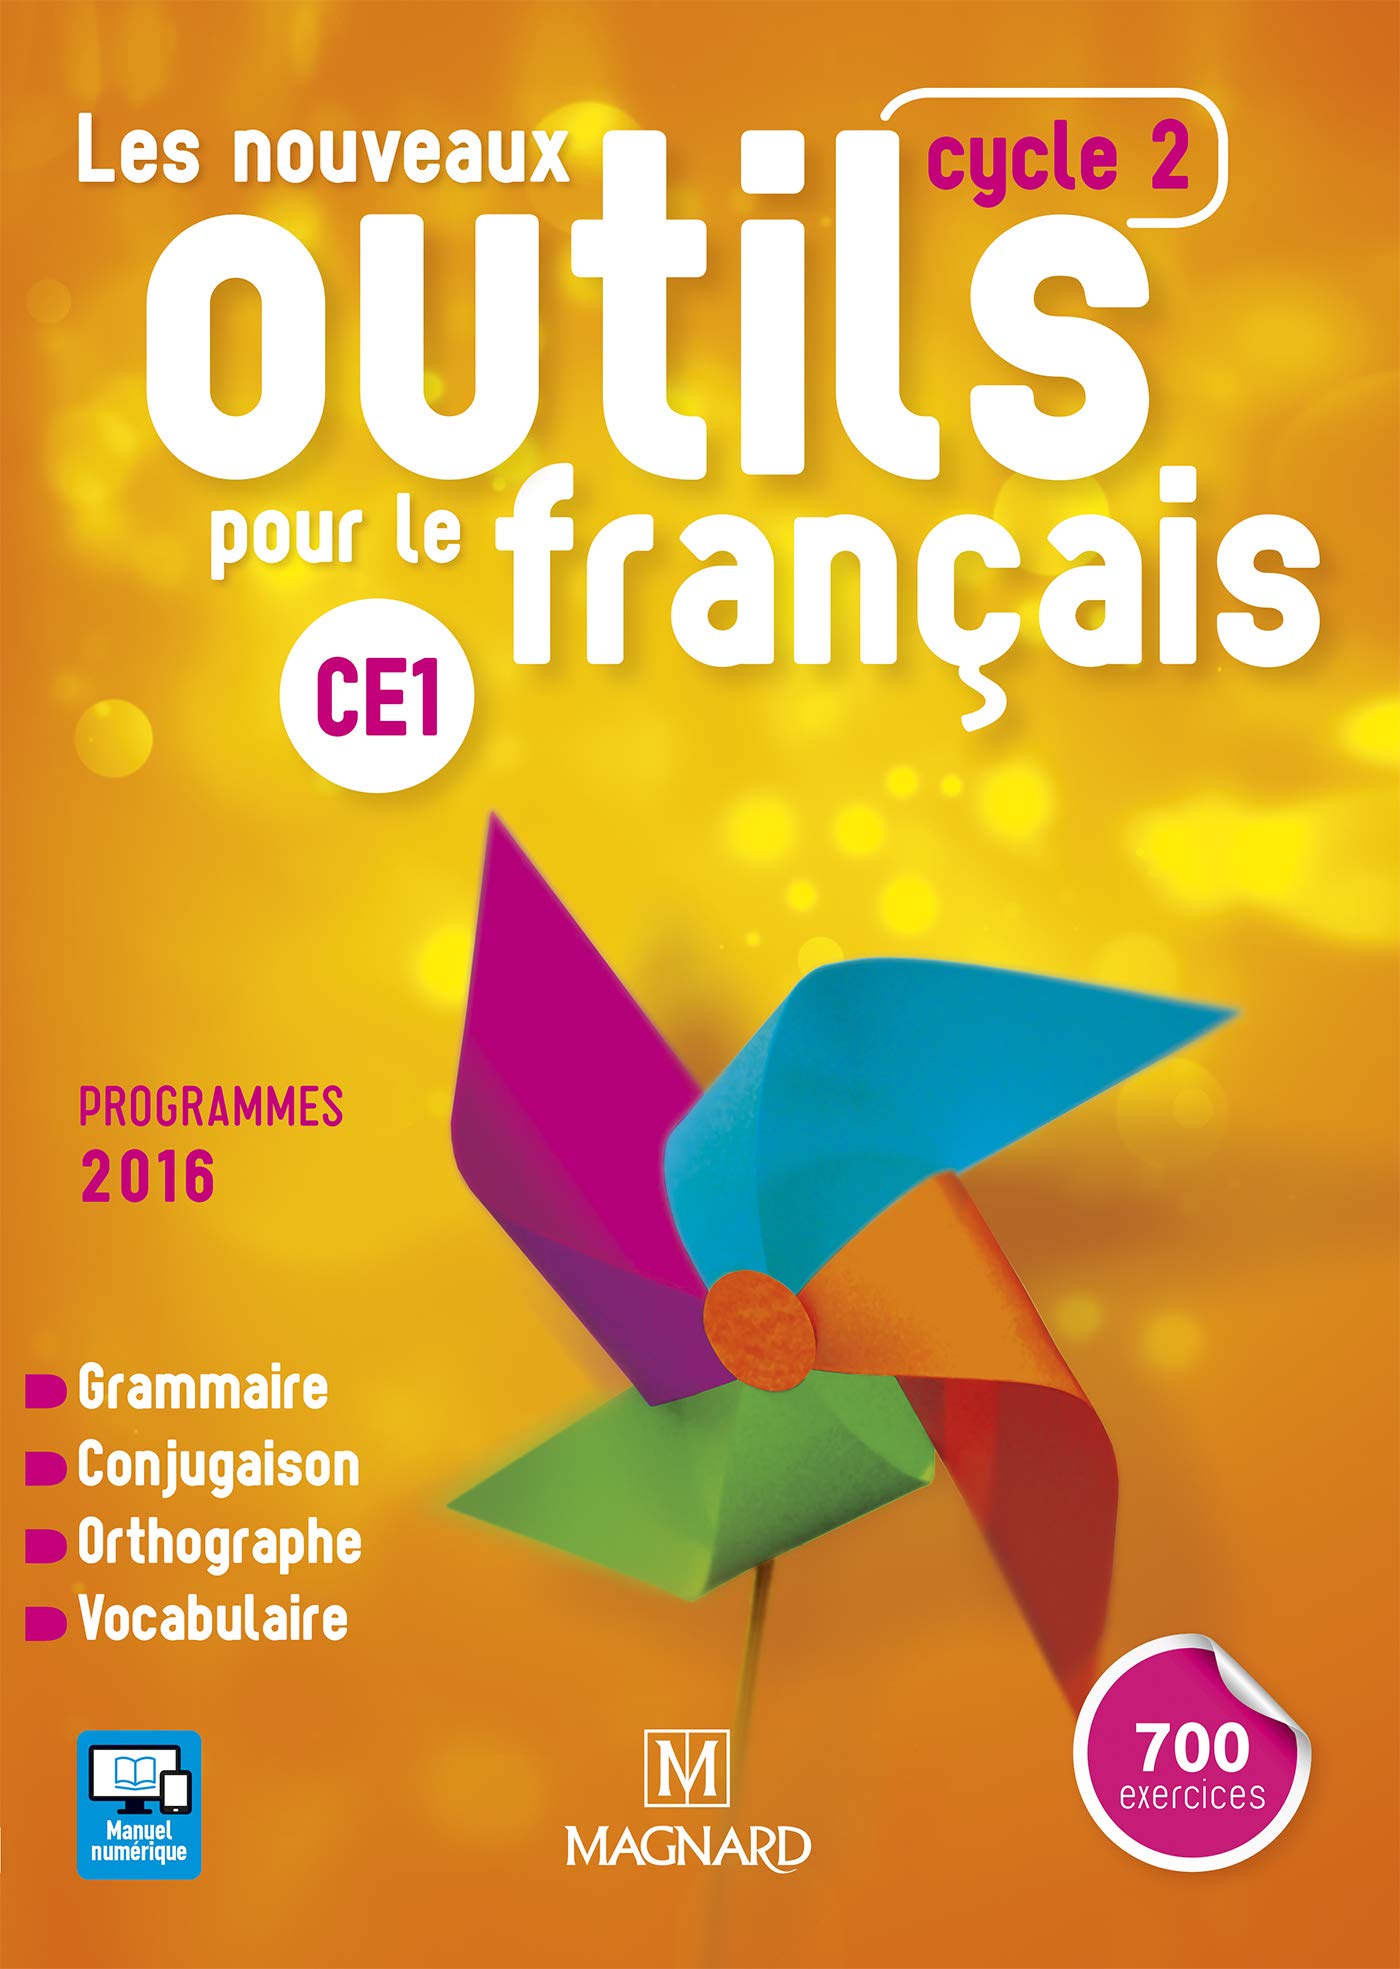 Les nouveaux
cycle 2
outils
pour le français
CE1
PROGRAMMES
2016
Grammaire
Conjugaison
Orthographe
Vocabulaire
Manuel
numérique
M
MAGNARD
700
exercices